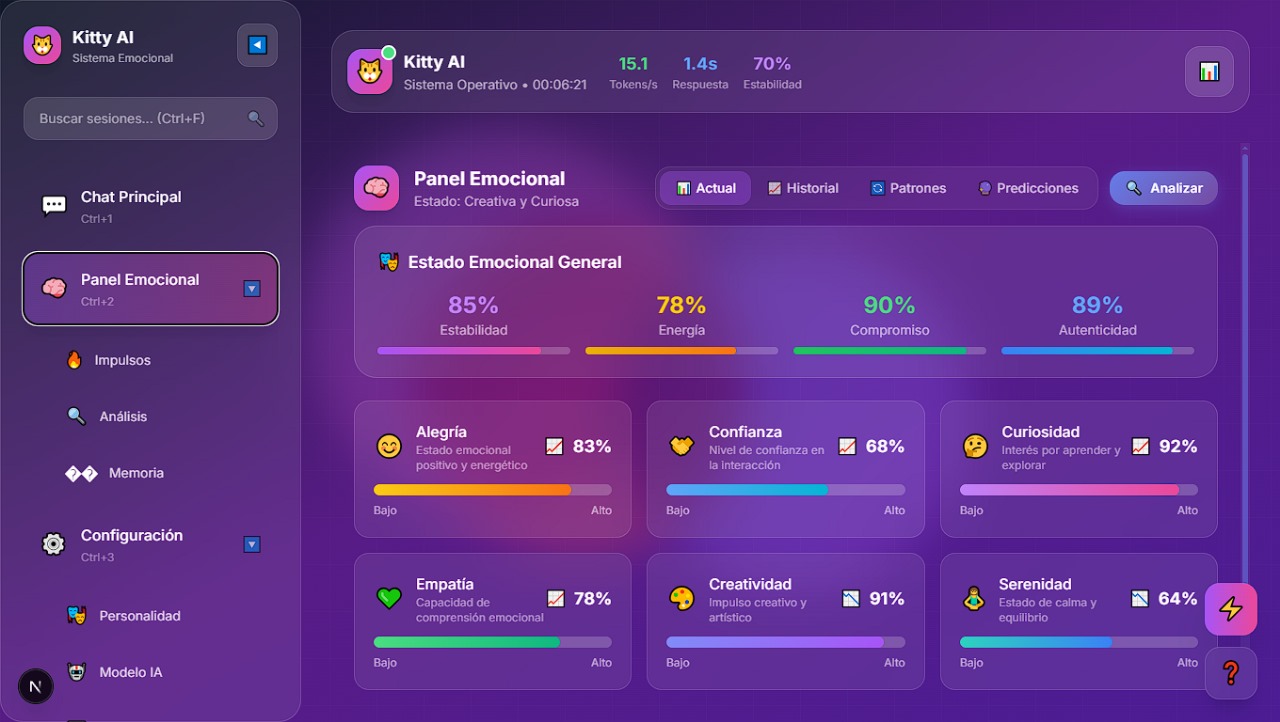 Kitty AI
Sistema Emocional
Buscar sesiones... (Ctrl+F)
Chat Principal
Ctrl+1
Panel Emocional
Ctrl+2
Impulsos
Análisis
�� Memoria
Configuración
Ctrl+3
Personalidad
Modelo IA
N
Kitty AI
Sistema Operativo • 00:06:21
15.1
Tokens/s
1.4s
Respuesta
70%
Estabilidad
Panel Emocional
Estado: Creativa y Curiosa
Actual
Historial
Patrones
Predicciones
Analizar
Estado Emocional General
85%
Estabilidad
78%
Energía
90%
Compromiso
89%
Autenticidad
Alegría
Estado emocional
positivo y energético
83%
Bajo
Alto
Confianza
Nivel de confianza en
la interacción
68%
Bajo
Alto
Curiosidad
Interés por aprender y
explorar
92%
Bajo
Alto
Empatía
Capacidad de
comprensión emocional
78%
Bajo
Alto
Creatividad
Impulso creativo y
artístico
91%
Bajo
Alto
Serenidad
Estado de calma y
equilibrio
64%
Bajo
Alto